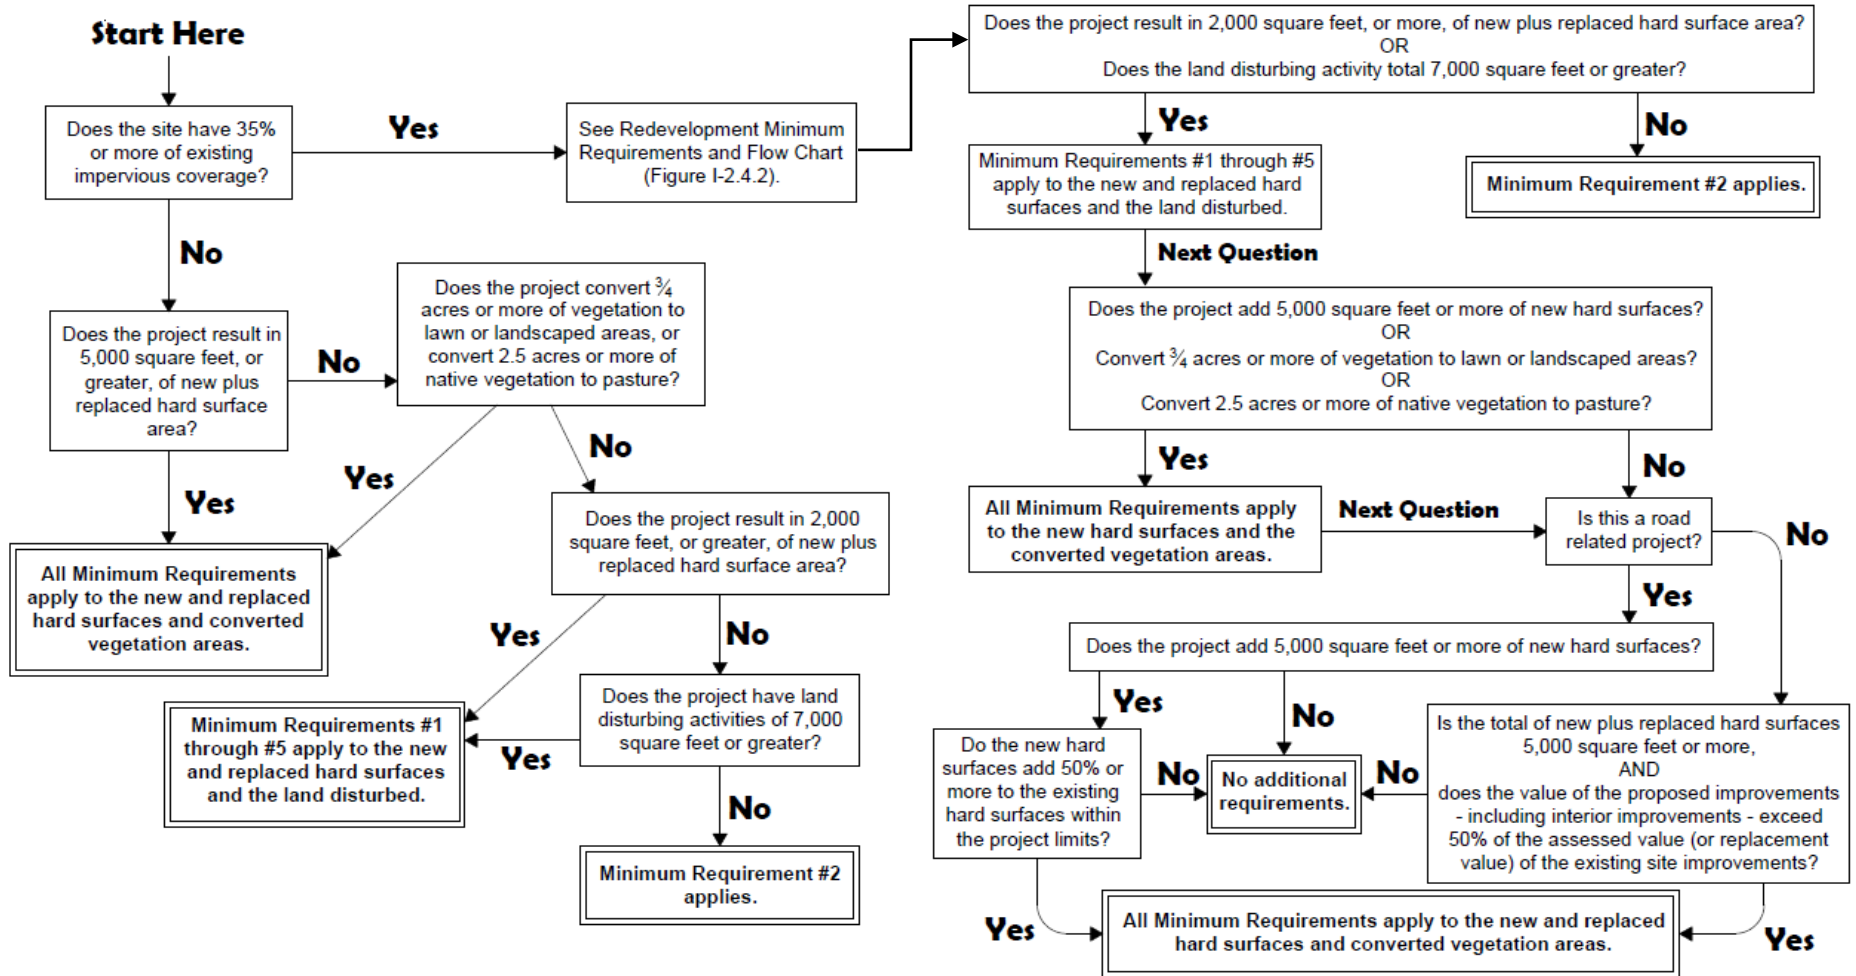 Start Here
Does the site have 35%
or more of existing
impervious coverage?
Yes
See Redevelopment Minimum
Requirements and Flow Chart
(Figure I-2.4.2).
No
Does the project result in
5,000 square feet, or
greater, of new plus
replaced hard surface
area?
No
Does the project convert ¾
acres or more of vegetation to
lawn or landscaped areas, or
convert 2.5 acres or more of
native vegetation to pasture?
Yes
Yes
No
All Minimum Requirements
apply to the new and replaced
hard surfaces and converted
vegetation areas.
Does the project result in 2,000
square feet, or greater, of new plus
replaced hard surface area?
Yes
No
Minimum Requirements #1
through #5 apply to the new
and replaced hard surfaces
and the land disturbed.
Yes
Does the project have land
disturbing activities of 7,000
square feet or greater?
No
Minimum Requirement #2
applies.
Does the project result in 2,000 square feet, or more, of new plus replaced hard surface area?
OR
Does the land disturbing activity total 7,000 square feet or greater?
Yes
No
Minimum Requirements #1 through #5
apply to the new and replaced hard
surfaces and the land disturbed.
Minimum Requirement #2 applies.
Next Question
Does the project add 5,000 square feet or more of new hard surfaces?
OR
Convert ¾ acres or more of vegetation to lawn or landscaped areas?
OR
Convert 2.5 acres or more of native vegetation to pasture?
Yes
No
All Minimum Requirements apply
to the new hard surfaces and the
converted vegetation areas.
Next Question
Is this a road
related project?
No
Yes
Does the project add 5,000 square feet or more of new hard surfaces?
Yes
No
Do the new hard
surfaces add 50% or
more to the existing
hard surfaces within
the project limits?
No
No additional
requirements.
No
Is the total of new plus replaced hard surfaces
5,000 square feet or more,
AND
does the value of the proposed improvements
- including interior improvements - exceed
50% of the assessed value (or replacement
value) of the existing site improvements?
Yes
All Minimum Requirements apply to the new and replaced
hard surfaces and converted vegetation areas.
Yes